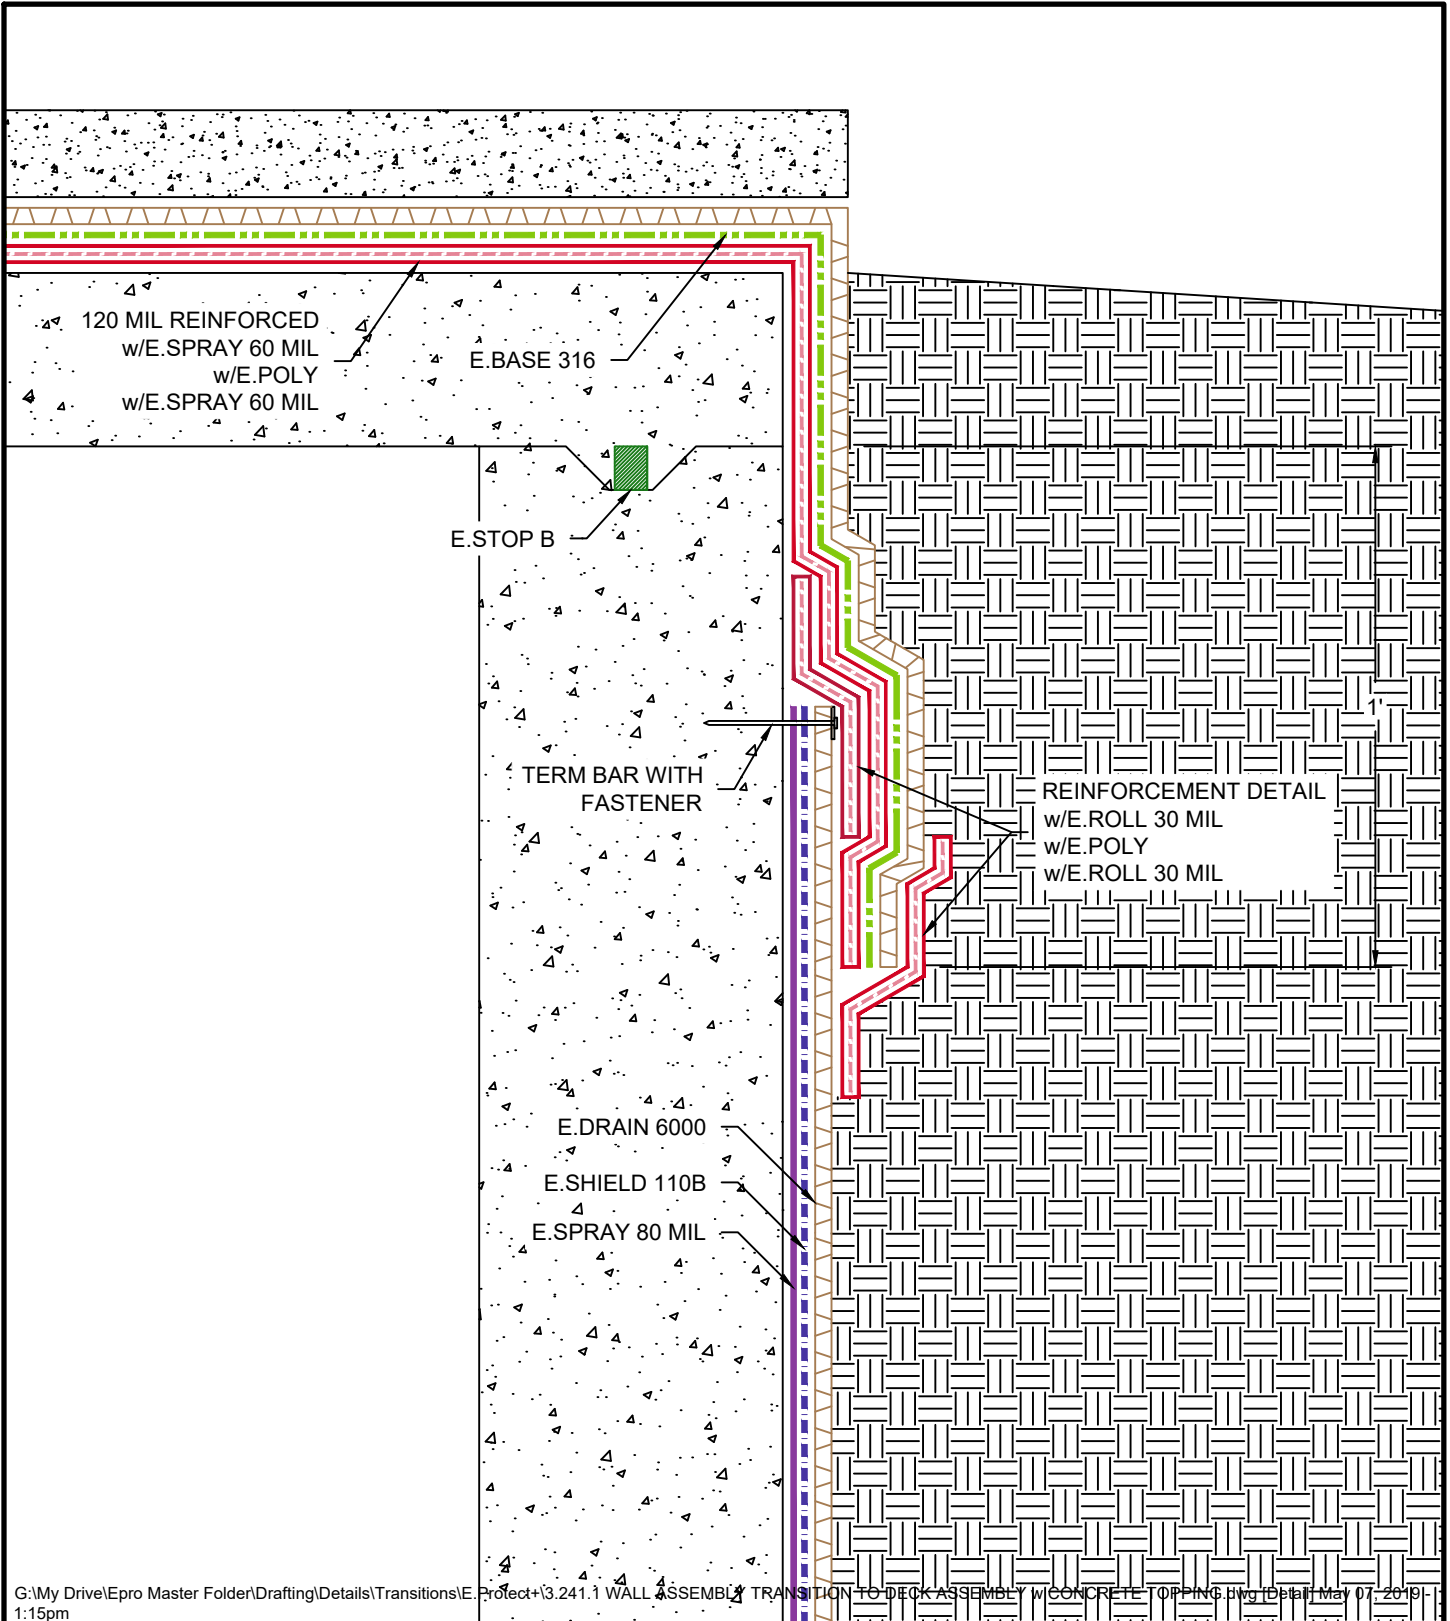 120 MIL REINFORCED
w/E.SPRAY 60 MIL
w/E.POLY
w/E.SPRAY 60 MIL
E.BASE 316
E.STOP B
1'
TERM BAR WITH
FASTENER
REINFORCEMENT DETAIL
w/E.ROLL 30 MIL
w/E.POLY
w/E.ROLL 30 MIL
E.DRAIN 6000
E.SHIELD 110B
E.SPRAY 80 MIL
G:\My Drive\Epro Master Folder\Drafting\Details\Transitions\E.Protect+\3.241.1 WALL ASSEMBLY TRANSITION TO DECK ASSEMBLY w CONCRETE TOPPING.dwg [Detail] May 07, 2019 -
1:15pm